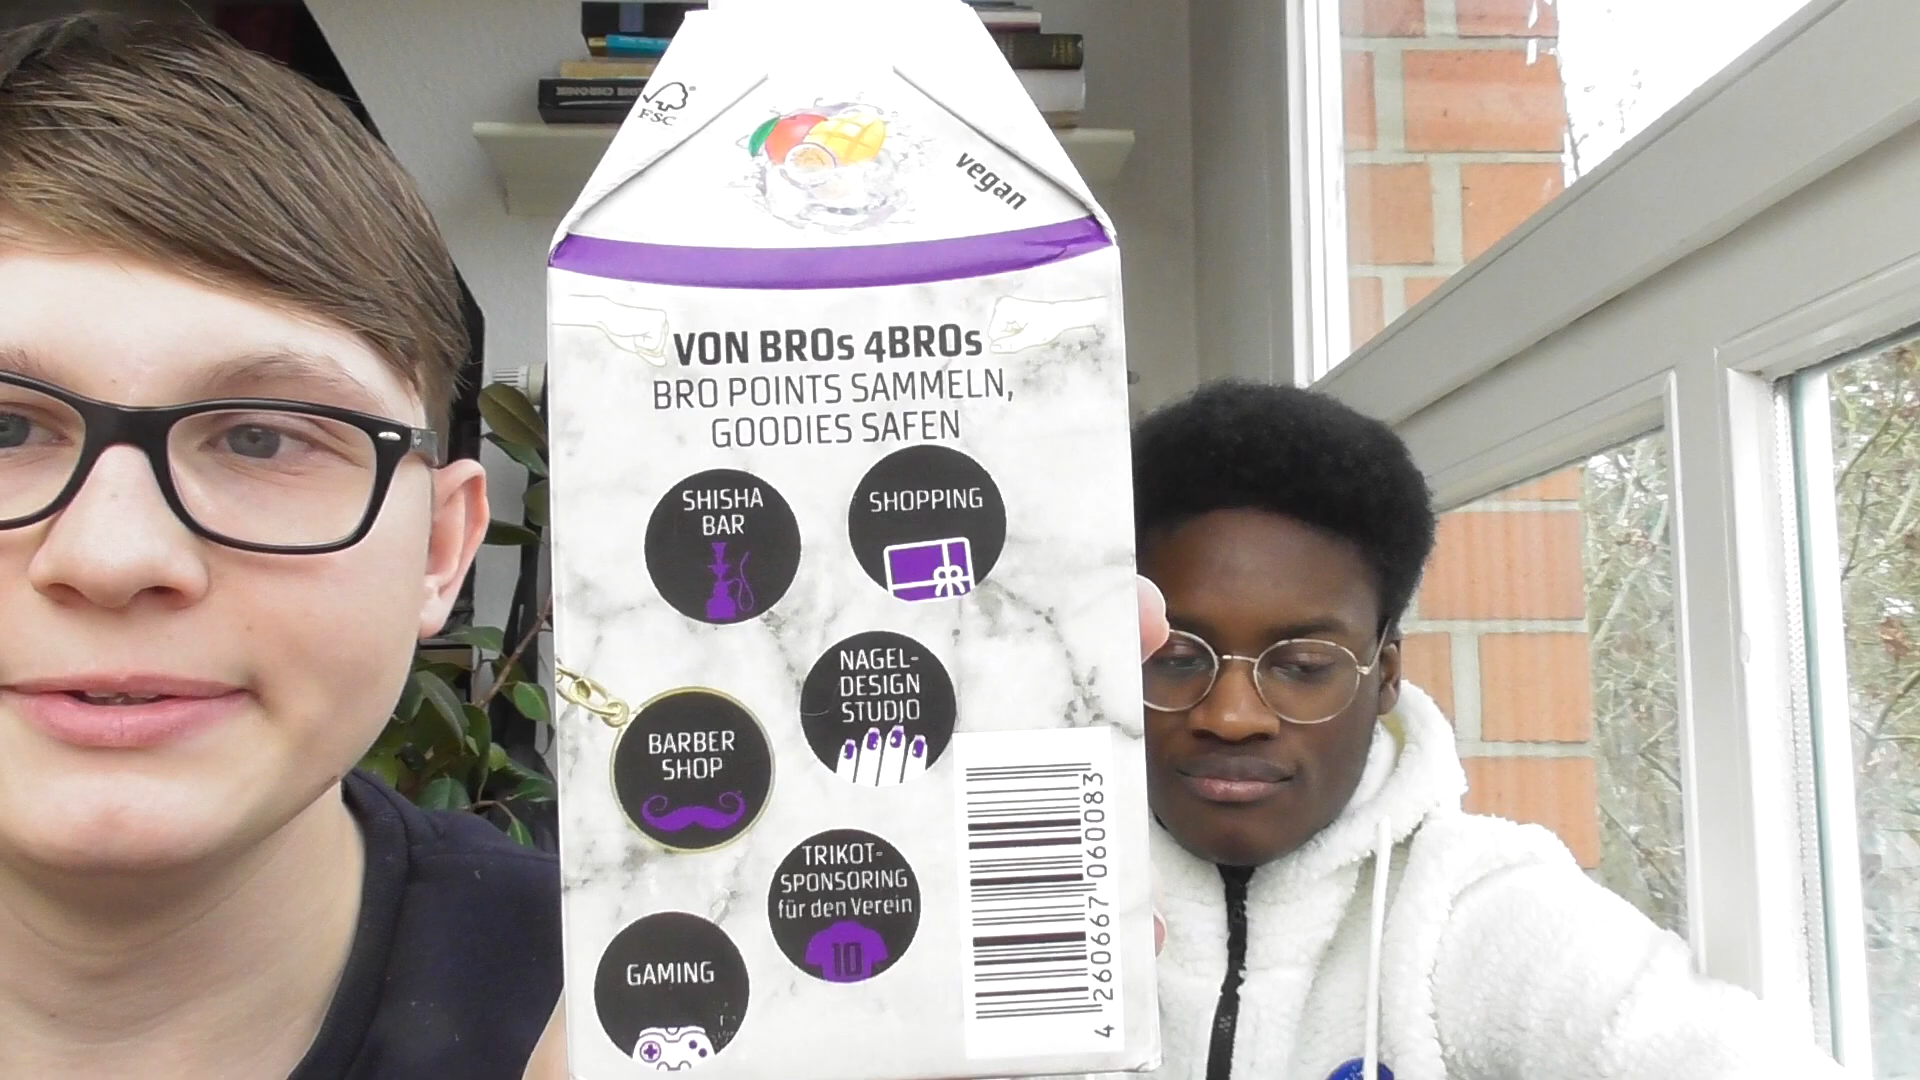 FSC
vegan
VON BROs 4BROs
BRO POINTS SAMMELN,
GOODIES SAFEN
SHISHA
BAR
SHOPPING
NAGEL-
DESIGN
STUDIO
BARBER
SHOP
TRIKOT-
SPONSORING
für den Verein
10
GAMING
4 260667 060083